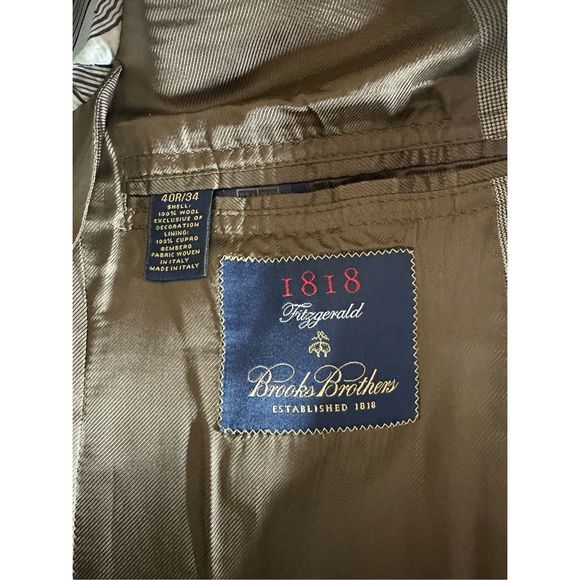 40R/34
SHELL:
100% WOOL
EXCLUSIVE OF
DECORATION
LINING:
100% CUPRO
BEMBERG
FABRIC WOVEN
IN ITALY
MADE IN ITALY
1818
Fitzgerald
Brooks Brothers
ESTABLISHED 1818